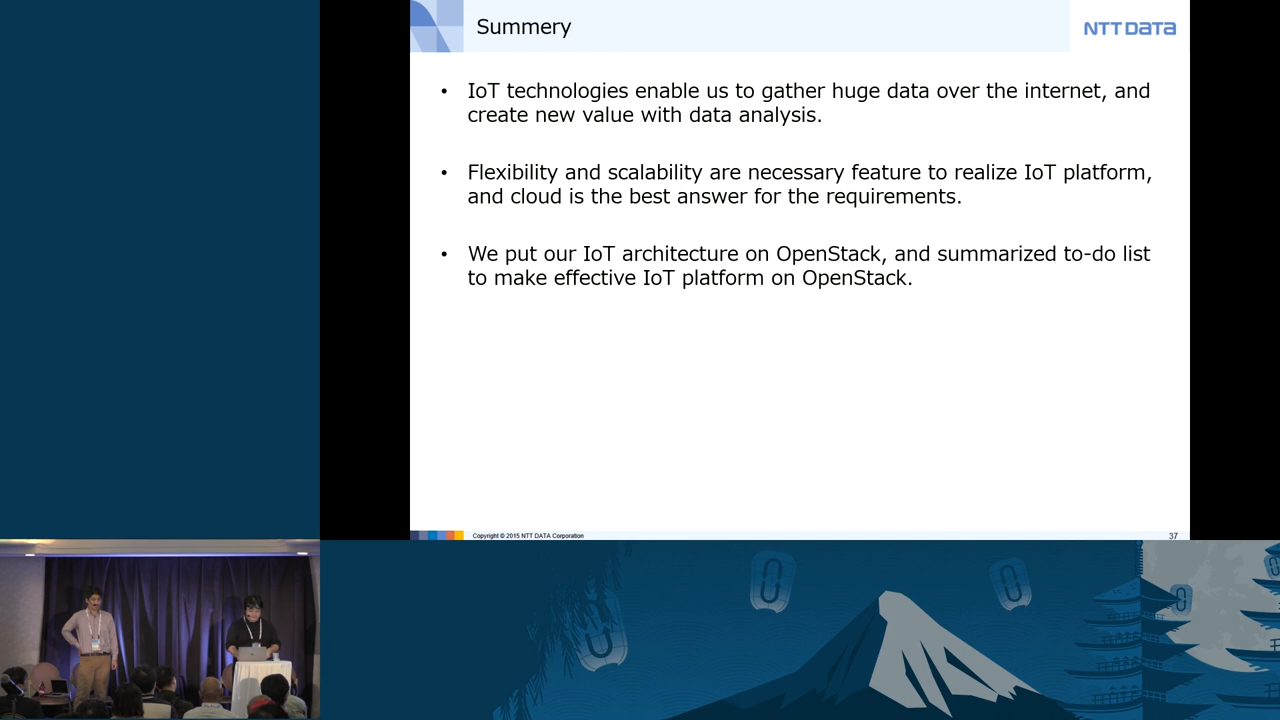 Summery
NTT DATA
• IoT technologies enable us to gather huge data over the internet, and
create new value with data analysis.
• Flexibility and scalability are necessary feature to realize IoT platform,
and cloud is the best answer for the requirements.
• We put our IoT architecture on OpenStack, and summarized to-do list
to make effective IoT platform on OpenStack.
Copyright © 2015 NTT DATA Corporation
37